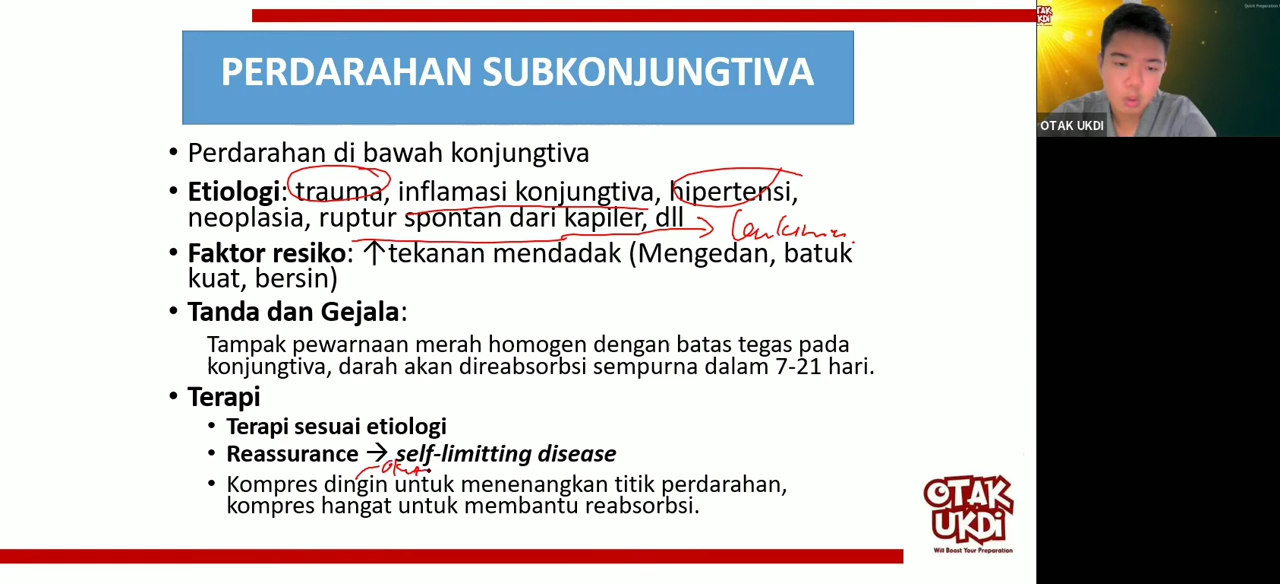 PERDARAHAN SUBKONJUNGTIVA
• Perdarahan di bawah konjungtiva
• Etiologi: trauma, inflamasi konjungtiva, hipertensi,
neoplasia, ruptur spontan dari kapiler, dll
• Faktor resiko: ↑tekanan mendadak (Mengedan, batuk
kuat, bersin)
• Tanda dan Gejala:
Tampak pewarnaan merah homogen dengan batas tegas pada
konjungtiva, darah akan direabsorbsi sempurna dalam 7-21 hari.
• Terapi
• Terapi sesuai etiologi
• Reassurance → self-limitting disease
• Kompres dingin untuk menenangkan titik perdarahan,
kompres hangat untuk membantu reabsorbsi.
OTAK
UKDI
Will Boost Your Preparation
OTAK
UKDI
OTAK UKDI